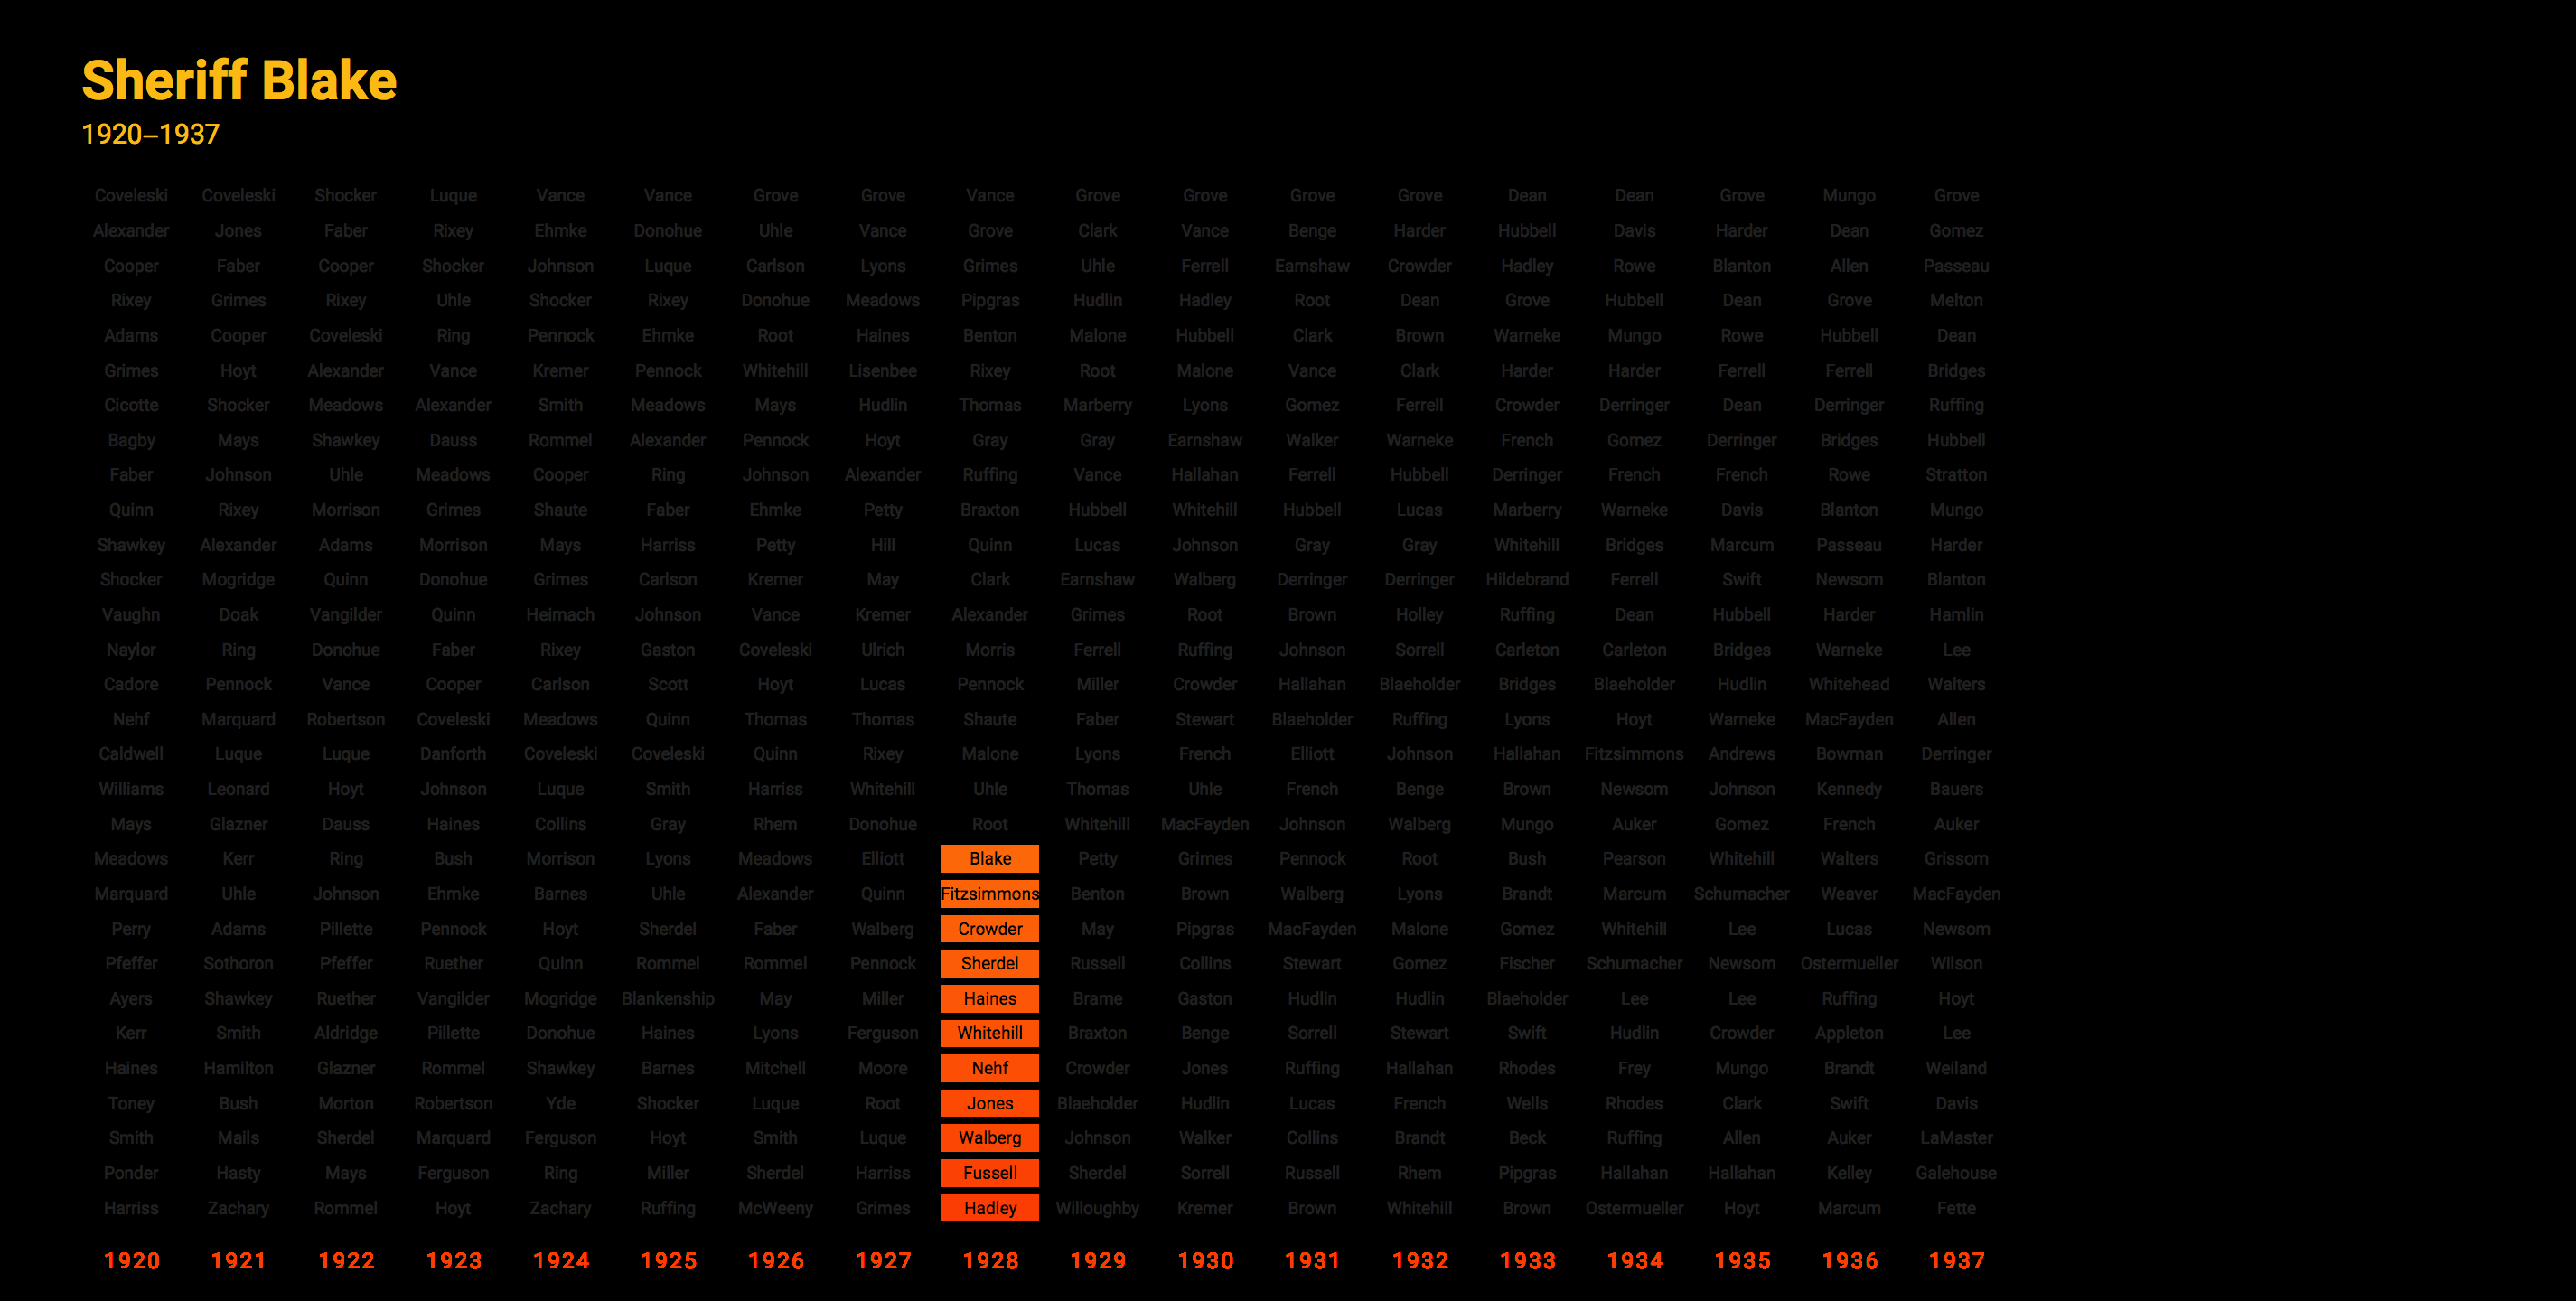 Sheriff Blake
1920–1937
Coveleski Coveleski Shocker Luque Vance Vance Grove Grove Vance Grove Grove Grove Grove Dean Dean Grove Mungo Grove
Alexander Jones Faber Rixey Ehmke Donohue Uhle Vance Grove Clark Vance Benge Harder Hubbell Davis Harder Dean Gomez
Cooper Faber Cooper Shocker Johnson Luque Carlson Lyons Grimes Uhle Ferrell Earnshaw Crowder Hadley Rowe Blanton Allen Passeau
Rixey Grimes Rixey Uhle Shocker Rixey Donohue Meadows Pipgras Hudlin Hadley Root Dean Grove Hubbell Dean Grove Melton
Adams Cooper Coveleski Ring Pennock Ehmke Root Haines Benton Malone Hubbell Clark Brown Warneke Mungo Rowe Hubbell Dean
Grimes Hoyt Alexander Vance Kremer Pennock Whitehill Lisenbee Rixey Root Malone Vance Clark Harder Harder Ferrell Ferrell Bridges
Cicotte Shocker Meadows Alexander Smith Meadows Mays Hudlin Thomas Marberry Lyons Gomez Ferrell Crowder Derringer Dean Derringer Ruffing
Bagby Mays Shawkey Dauss Rommel Alexander Pennock Hoyt Gray Gray Earnshaw Walker Warneke French Gomez Derringer Bridges Hubbell
Faber Johnson Uhle Meadows Cooper Ring Johnson Alexander Ruffing Vance Hallahan Ferrell Hubbell Derringer French French Rowe Stratton
Quinn Rixey Morrison Grimes Shaute Faber Ehmke Petty Braxton Hubbell Whitehill Hubbell Lucas Marberry Warneke Davis Blanton Mungo
Shawkey Alexander Adams Morrison Mays Harriss Petty Hill Quinn Lucas Johnson Gray Gray Whitehill Bridges Marcum Passeau Harder
Shocker Mogridge Quinn Donohue Grimes Carlson Kremer May Clark Earnshaw Walberg Derringer Derringer Hildebrand Ferrell Swift Newsom Blanton
Vaughn Doak Vangilder Quinn Heimach Johnson Vance Kremer Alexander Grimes Root Brown Holley Ruffing Dean Hubbell Harder Hamlin
Naylor Ring Donohue Faber Rixey Gaston Coveleski Ulrich Morris Ferrell Ruffing Johnson Sorrell Carleton Carleton Bridges Warneke Lee
Cadore Pennock Vance Cooper Carlson Scott Hoyt Lucas Pennock Miller Crowder Hallahan Blaeholder Bridges Blaeholder Hudlin Whitehead Walters
Nehf Marquard Robertson Coveleski Meadows Quinn Thomas Thomas Shaute Faber Stewart Blaeholder Ruffing Lyons Hoyt Warneke MacFayden Allen
Caldwell Luque Luque Danforth Coveleski Coveleski Quinn Rixey Malone Lyons French Elliott Johnson Hallahan Fitzsimmons Andrews Bowman Derringer
Williams Leonard Hoyt Johnson Luque Smith Harriss Whitehill Uhle Thomas Uhle French Benge Brown Newsom Johnson Kennedy Bauers
Mays Glazner Dauss Haines Collins Gray Rhem Donohue Root Whitehill MacFayden Johnson Walberg Mungo Auker Gomez French Auker
Meadows Kerr Ring Bush Morrison Lyons Meadows Elliott Blake Petty Grimes Pennock Root Bush Pearson Whitehill Walters Grissom
Marquard Uhle Johnson Ehmke Barnes Uhle Alexander Quinn Fitzsimmons Benton Brown Walberg Lyons Brandt Marcum Schumacher Weaver MacFayden
Perry Adams Pillette Pennock Hoyt Sherdel Faber Walberg Crowder May Pipgras MacFayden Malone Gomez Whitehill Lee Lucas Newsom
Pfeffer Sothoron Pfeffer Ruether Quinn Rommel Rommel Pennock Sherdel Russell Collins Stewart Gomez Fischer Schumacher Newsom Ostermueller Wilson
Ayers Shawkey Ruether Vangilder Mogridge Blankenship May Miller Haines Brame Gaston Hudlin Hudlin Blaeholder Lee Lee Ruffing Hoyt
Kerr Smith Aldridge Pillette Donohue Haines Lyons Ferguson Whitehill Braxton Benge Sorrell Stewart Swift Hudlin Crowder Appleton Lee
Haines Hamilton Glazner Rommel Shawkey Barnes Mitchell Moore Nehf Crowder Jones Ruffing Hallahan Rhodes Frey Mungo Brandt Weiland
Toney Bush Morton Robertson Yde Shocker Luque Root Jones Blaeholder Hudlin Lucas French Wells Rhodes Clark Swift Davis
Smith Mails Sherdel Marquard Ferguson Hoyt Smith Luque Walberg Johnson Walker Collins Brandt Beck Ruffing Allen Auker LaMaster
Ponder Hasty Mays Ferguson Ring Miller Sherdel Harriss Fussell Sherdel Sorrell Russell Rhem Pipgras Hallahan Hallahan Kelley Galehouse
Harriss Zachary Rommel Hoyt Zachary Ruffing McWeeny Grimes Hadley Willoughby Kremer Brown Whitehill Brown Ostermueller Hoyt Marcum Fette
1920 1921 1922 1923 1924 1925 1926 1927 1928 1929 1930 1931 1932 1933 1934 1935 1936 1937